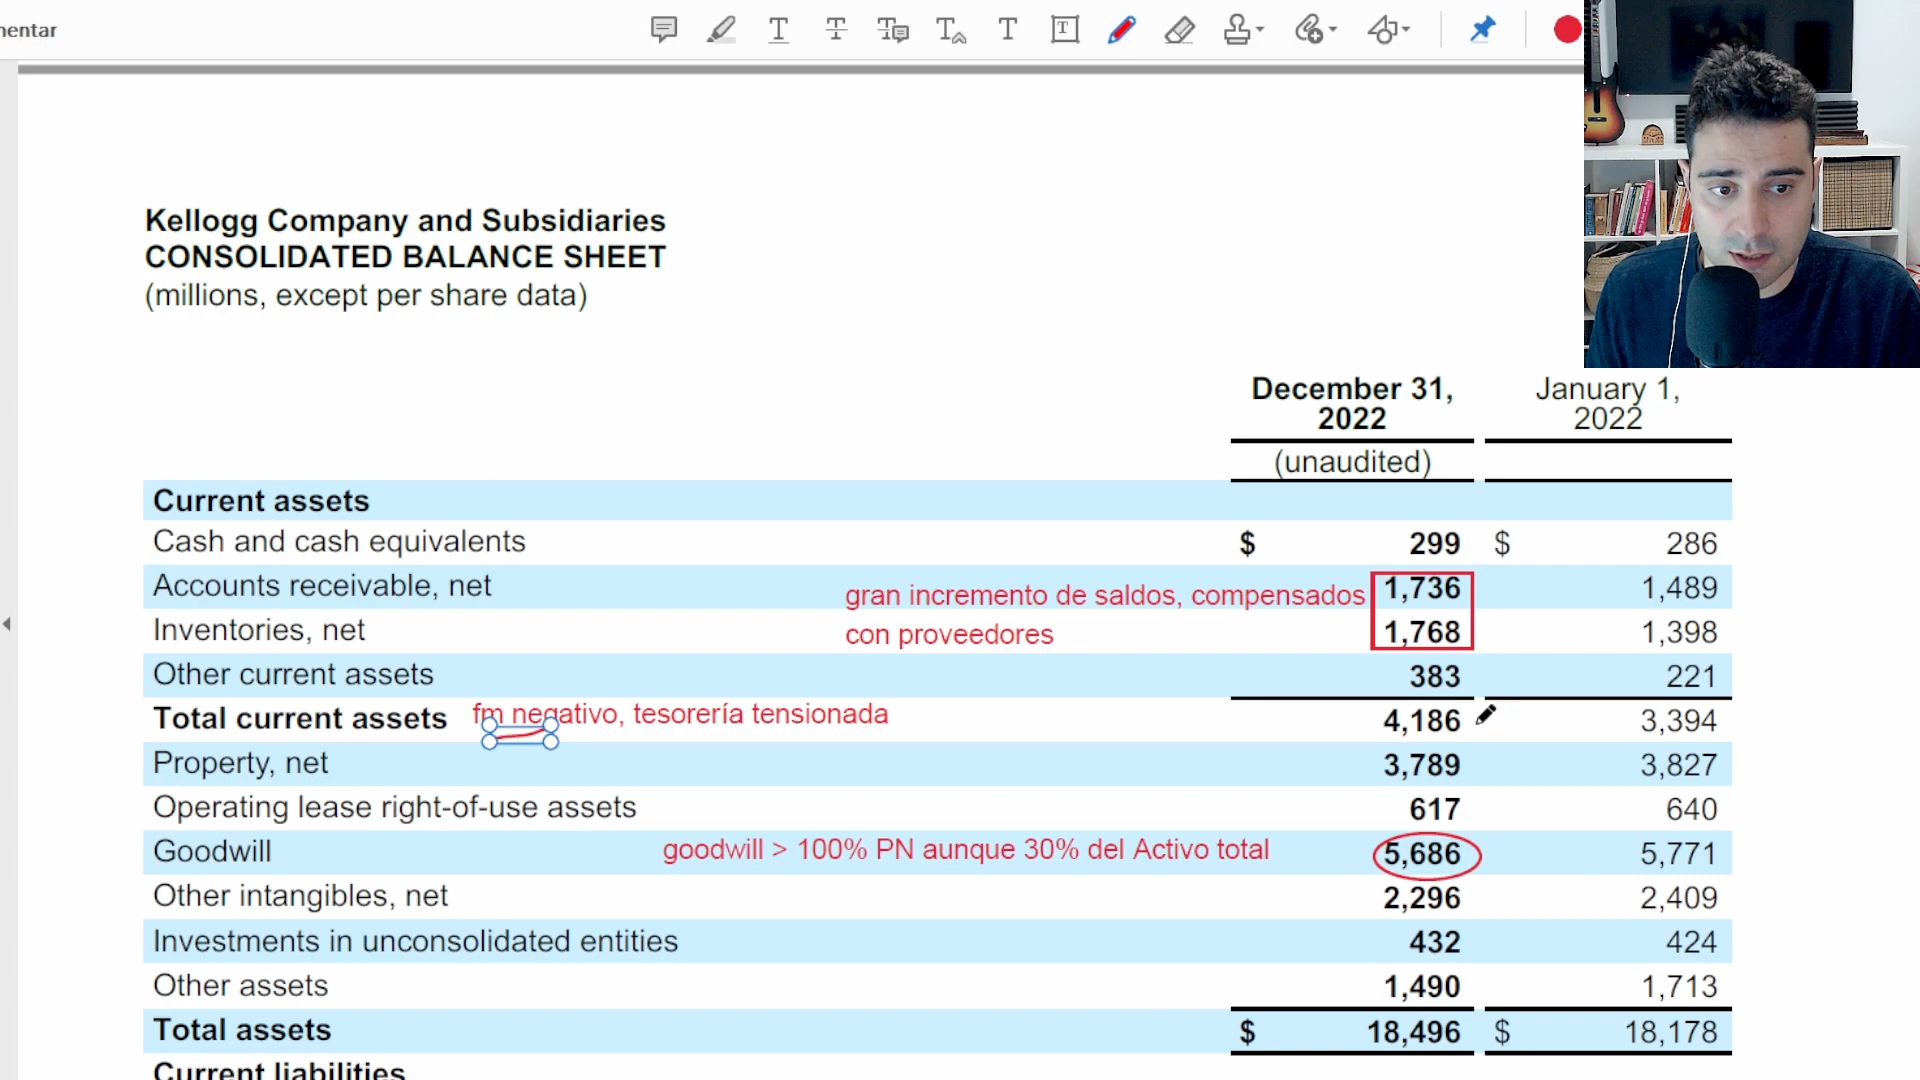 mentar
Kellogg Company and Subsidiaries
CONSOLIDATED BALANCE SHEET
(millions, except per share data)
December 31, 2022 January 1, 2022
(unaudited)
Current assets
Cash and cash equivalents $ 299 $ 286
Accounts receivable, net gran incremento de saldos, compensados 1,736 1,489
Inventories, net con proveedores 1,768 1,398
Other current assets 383 221
Total current assets fm negativo, tesorería tensionada 4,186 3,394
Property, net 3,789 3,827
Operating lease right-of-use assets 617 640
Goodwill goodwill > 100% PN aunque 30% del Activo total 5,686 5,771
Other intangibles, net 2,296 2,409
Investments in unconsolidated entities 432 424
Other assets 1,490 1,713
Total assets $ 18,496 $ 18,178
Current liabilities